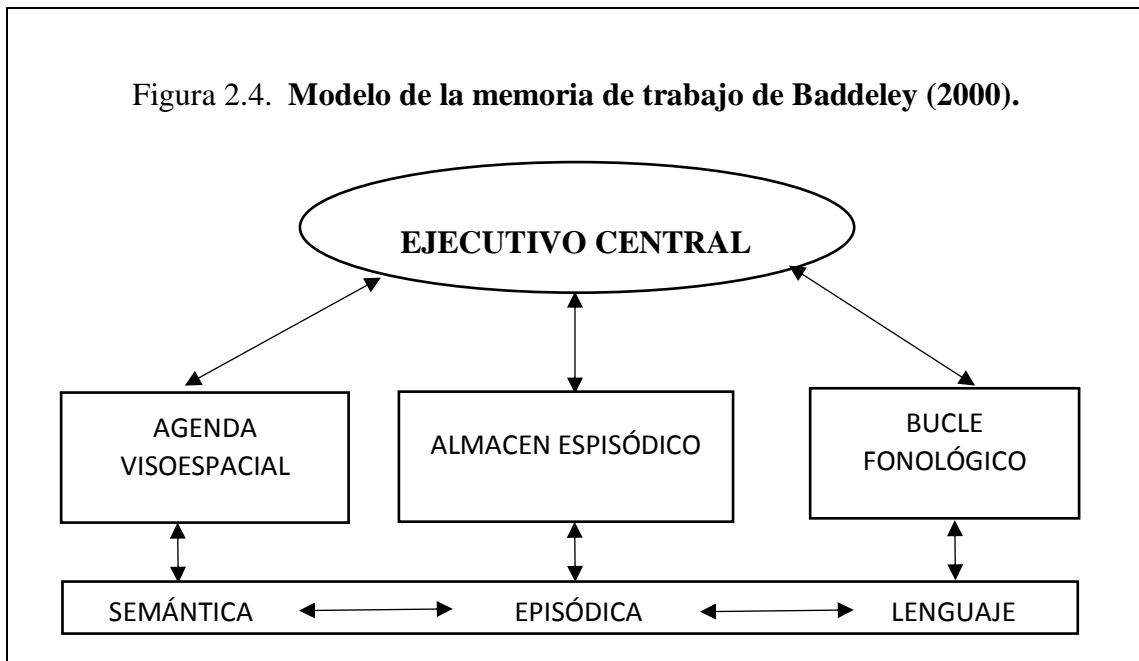 Figura 2.4. Modelo de la memoria de trabajo de Baddeley (2000).
EJECUTIVO CENTRAL
AGENDA
VISOESPACIAL
ALMACEN ESPISÓDICO
BUCLE
FONOLÓGICO
SEMÁNTICA EPISÓDICA LENGUAJE